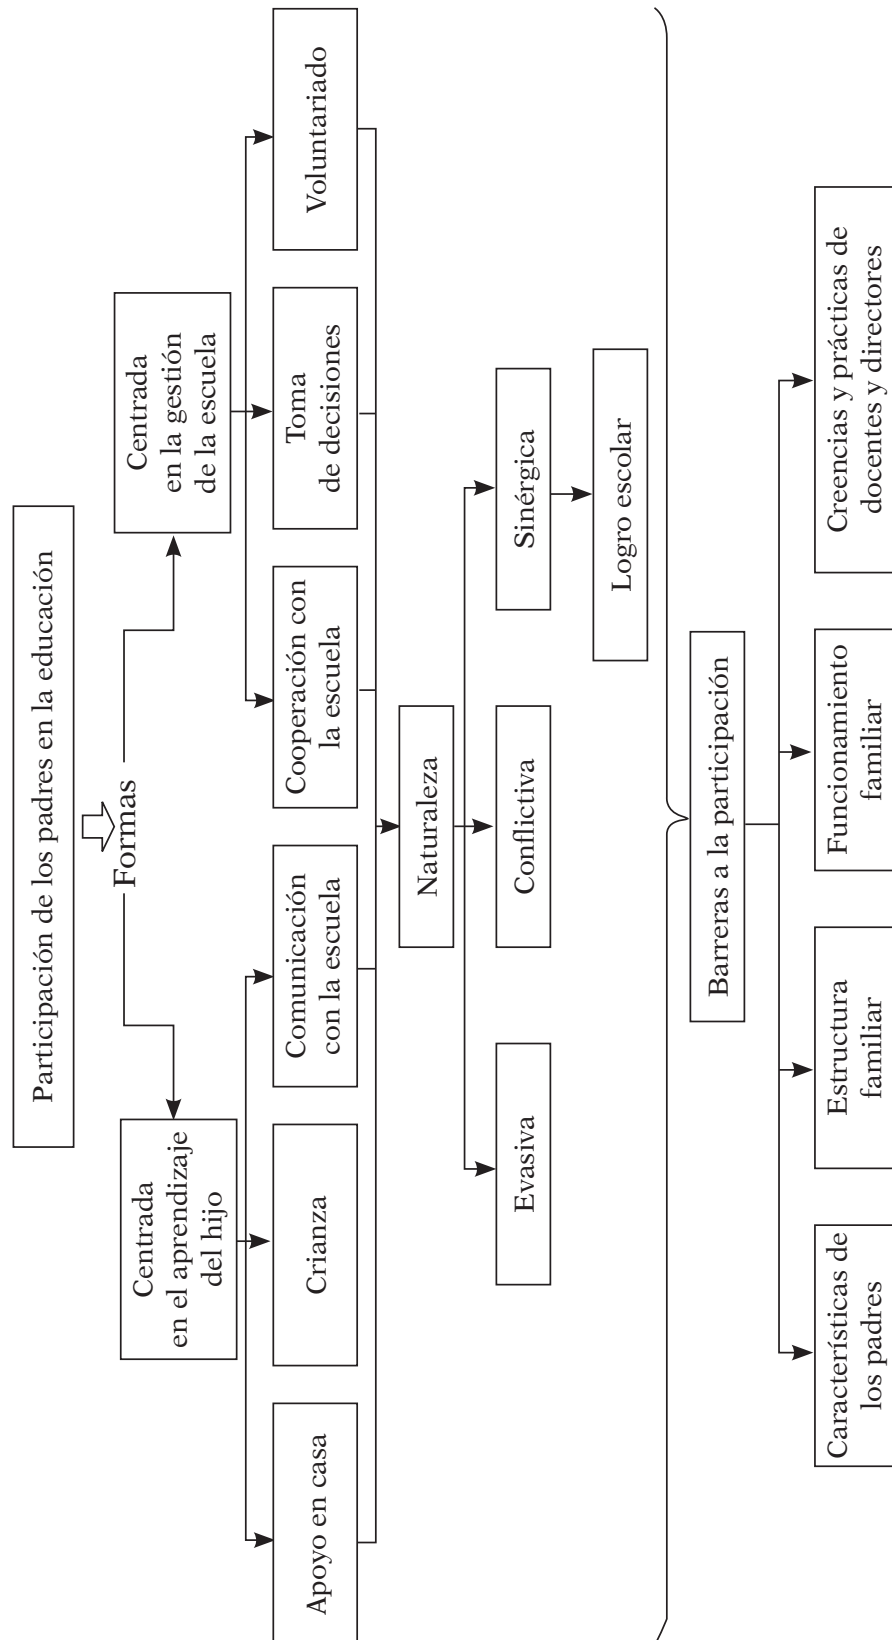 Participación de los padres en la educación
Formas
Centrada
en el aprendizaje
del hijo
Centrada
en la gestión
de la escuela
Apoyo en casa
Crianza
Comunicación
con la escuela
Cooperación con
la escuela
Toma
de decisiones
Voluntariado
Naturaleza
Evasiva
Conflictiva
Sinérgica
Logro escolar
Barreras a la participación
Características de
los padres
Estructura
familiar
Funcionamiento
familiar
Creencias y prácticas de
docentes y directores